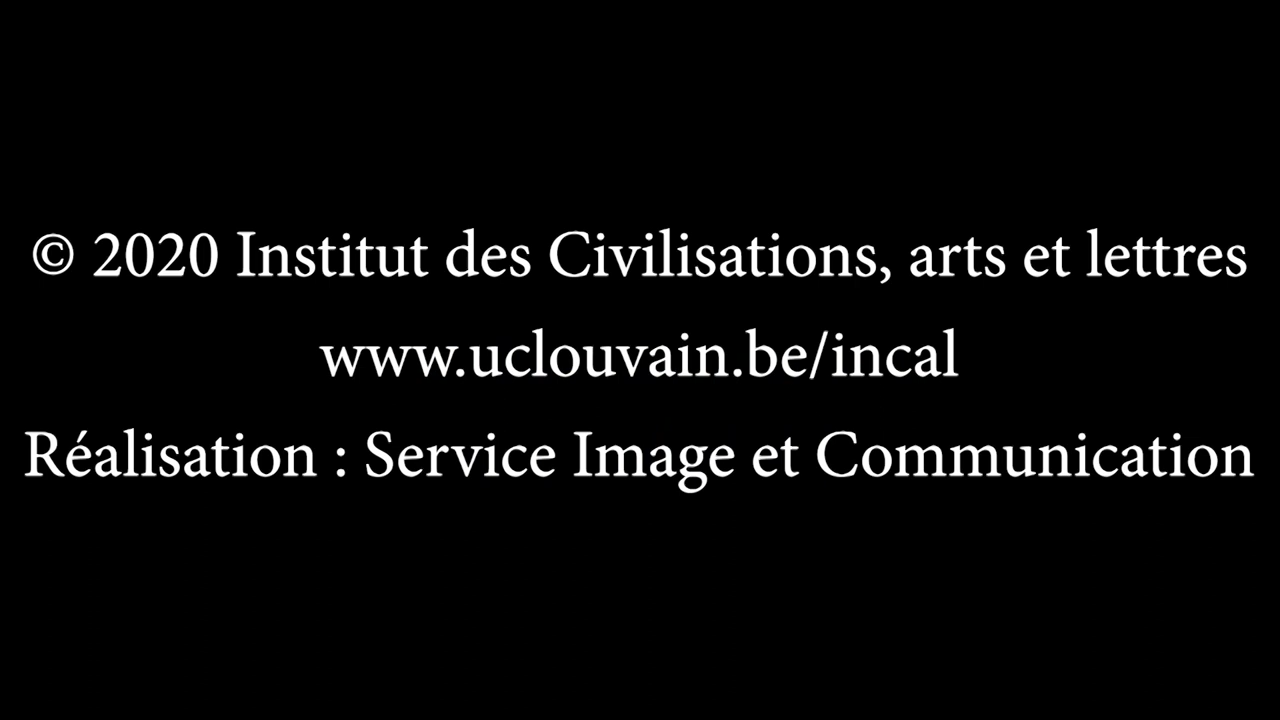 © 2020 Institut des Civilisations, arts et lettres
www.uclouvain.be/incal
Réalisation : Service Image et Communication